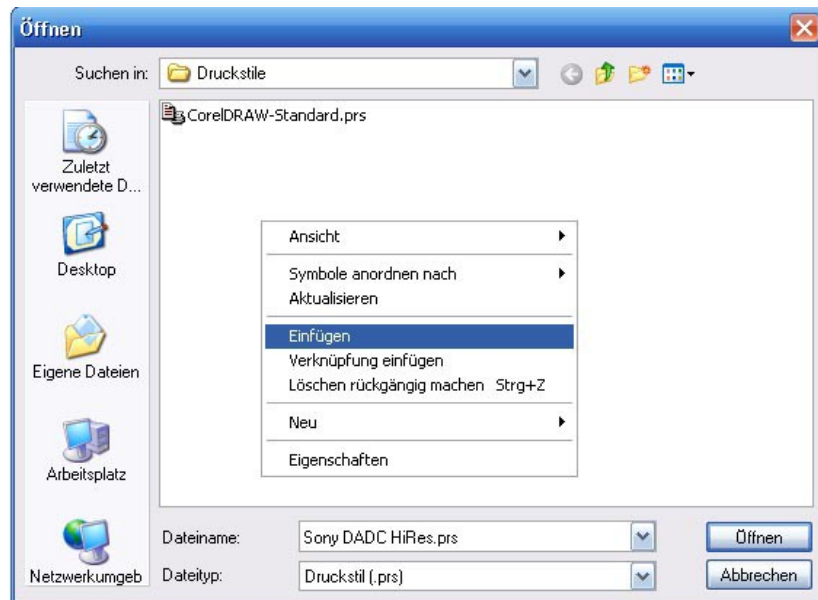 Öffnen
Suchen in: Druckstile
CorelDRAW-Standard.prs
Zuletzt
verwendete D...
Desktop
Eigene Dateien
Arbeitsplatz
Netzwerkumgeb
Ansicht
Symbole anordnen nach
Aktualisieren
Einfügen
Verknüpfung einfügen
Löschen rückgängig machen Strg+Z
Neu
Eigenschaften
Dateiname: Sony DADC HiRes.prs Öffnen
Dateityp: Druckstil (.prs) Abbrechen